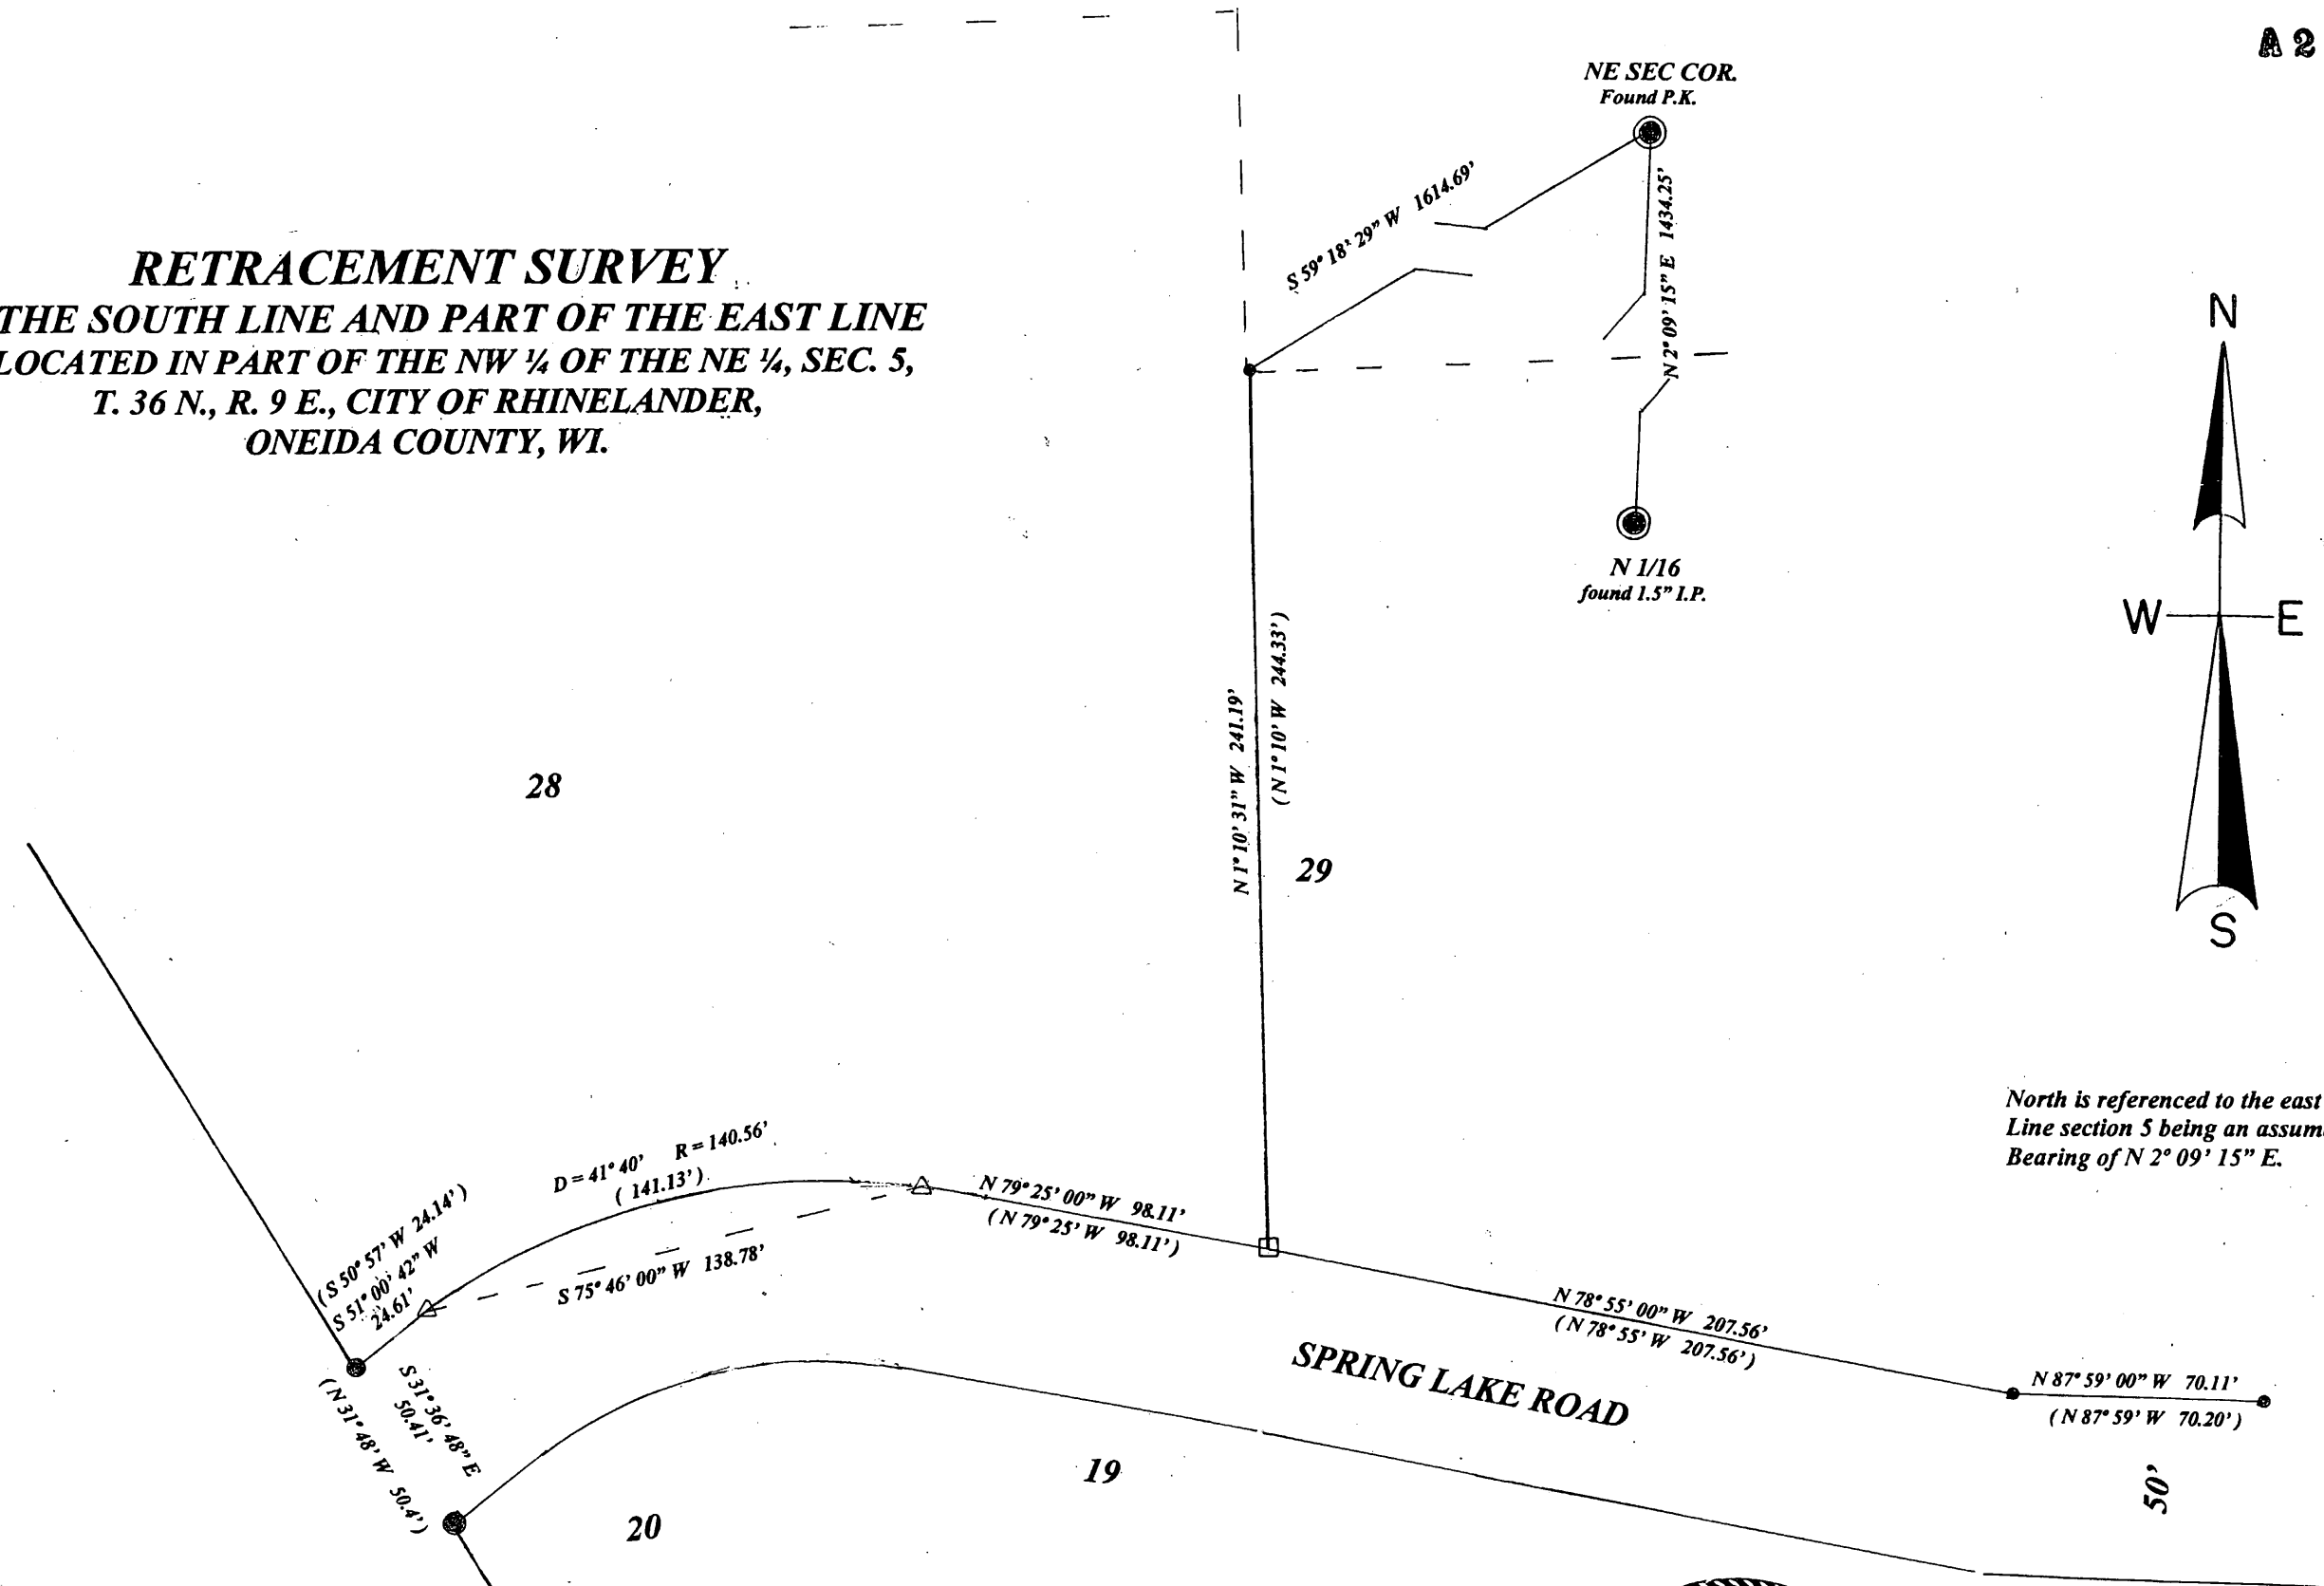 A 2
NE SEC COR.
Found P.K.
S 59° 18' 29" W 1614.69'
N 2° 09' 15" E 1434.25'
RETRACEMENT SURVEY
THE SOUTH LINE AND PART OF THE EAST LINE
LOCATED IN PART OF THE NW ¼ OF THE NE ¼, SEC. 5,
T. 36 N., R. 9 E., CITY OF RHINELANDER,
ONEIDA COUNTY, WI.
N
W E
S
N 1/16
found 1.5" I.P.
N 1° 10' 31" W 241.19'
(N 1° 10' W 244.33')
28
29
North is referenced to the east
Line section 5 being an assum
Bearing of N 2° 09' 15" E.
D = 41° 40' R = 140.56'
( 141.13')
S 75° 46' 00" W 138.78'
N 79° 25' 00" W 98.11'
(N 79° 25' W 98.11')
(S 50° 57' W 24.14')
S 51° 00' 42" W
24.61'
N 78° 55' 00" W 207.56'
(N 78° 55' W 207.56')
SPRING LAKE ROAD
N 87° 59' 00" W 70.11'
(N 87° 59' W 70.20')
S 31° 36' 48" E
50.41'
(N 31° 48' W 50.4')
19
20
50'